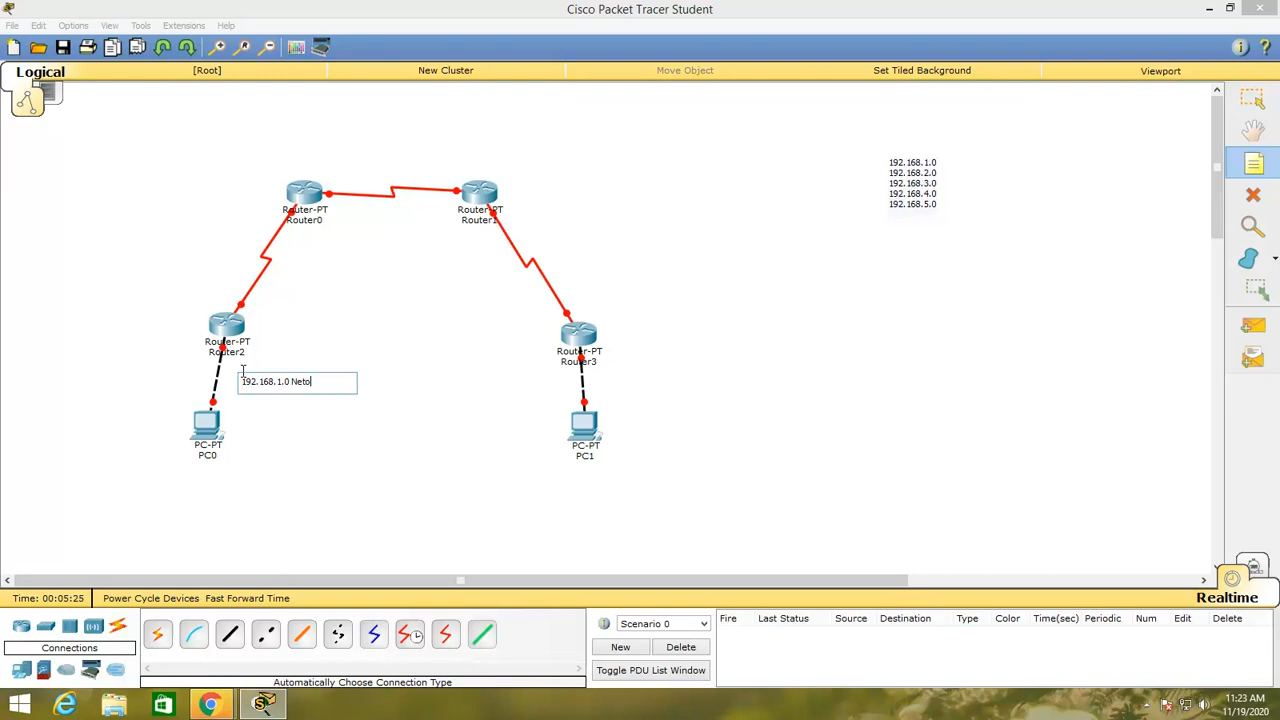 Cisco Packet Tracer Student
File Edit Options View Tools Extensions Help
Logical [Root] New Cluster Move Object Set Tiled Background Viewport
192.168.1.0
192.168.2.0
192.168.3.0
192.168.4.0
192.168.5.0
Router-PT
Router0
Router-PT
Router1
Router-PT
Router2
Router-PT
Router3
192.168.1.0 Neto
PC-PT
PC0
PC-PT
PC1
Realtime
Time: 00:05:25 Power Cycle Devices Fast Forward Time
Connections
Automatically Choose Connection Type
Scenario 0
New Delete
Toggle PDU List Window
Fire Last Status Source Destination Type Color Time(sec) Periodic Num Edit Delete
11:23 AM
11/19/2020